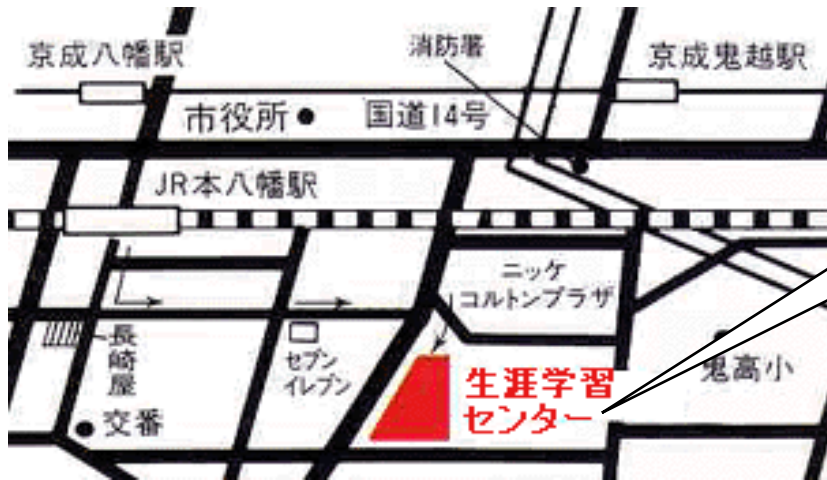 京成八幡駅
消防署
京成鬼越駅
市役所
国道14号
JR本八幡駅
ニッケ
コルトンプラザ
長崎屋
セブン
イレブン
鬼高小
生涯学習
センター
交番